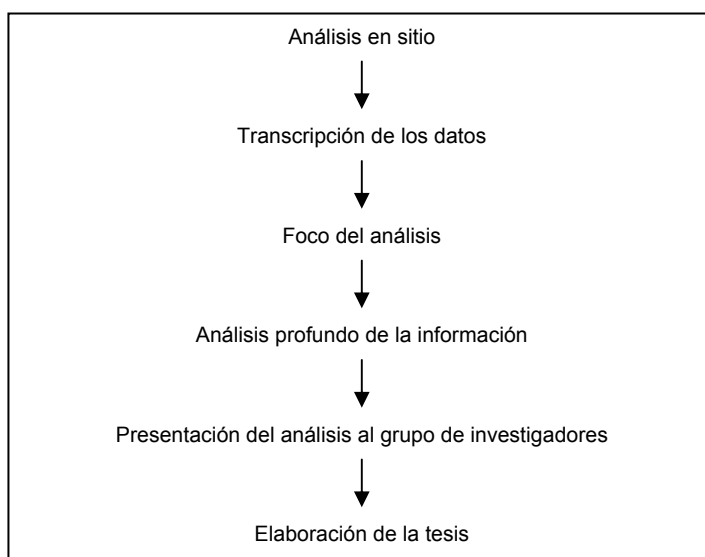 Análisis en sitio
Transcripción de los datos
Foco del análisis
Análisis profundo de la información
Presentación del análisis al grupo de investigadores
Elaboración de la tesis